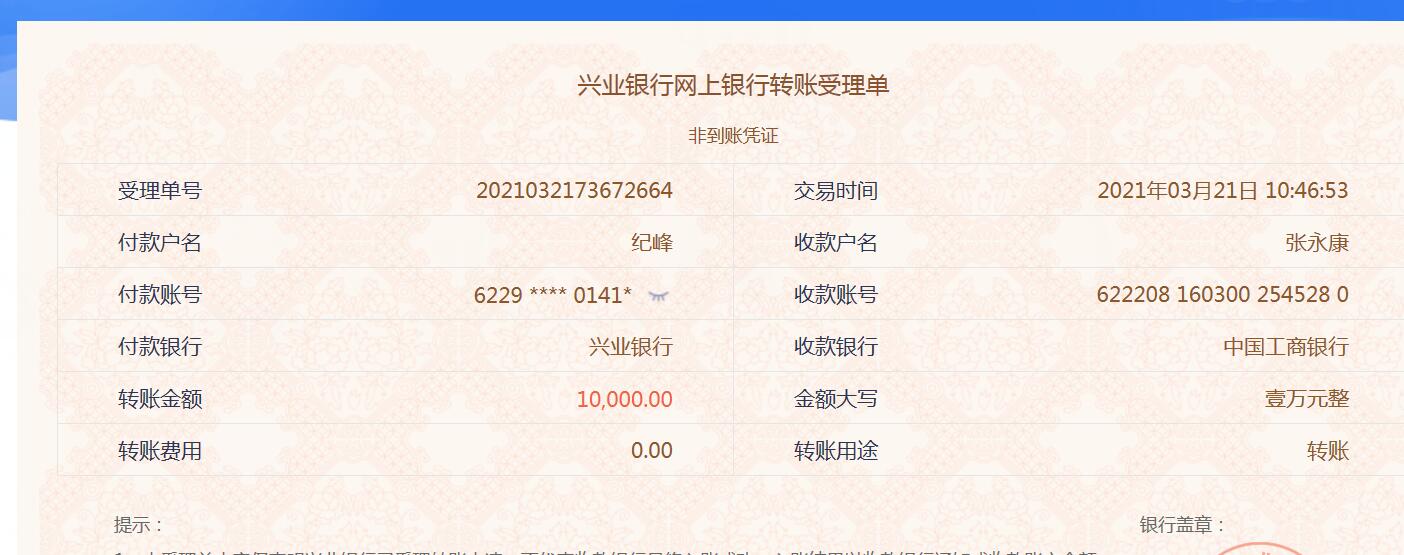 兴业银行网上银行转账受理单
非到账凭证
受理单号 2021032173672664 交易时间 2021年03月21日 10:46:53
付款户名 纪峰 收款户名 张永康
付款账号 6229 **** 0141* 收款账号 622208 160300 254528 0
付款银行 兴业银行 收款银行 中国工商银行
转账金额 10,000.00 金额大写 壹万元整
转账费用 0.00 转账用途 转账
提示： 银行盖章：